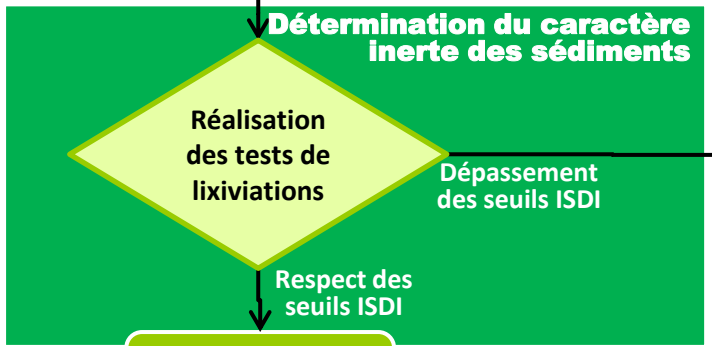 Détermination du caractère
inerte des sédiments
Réalisation
des tests de
lixiviations
Dépassement
des seuils ISDI
Respect des
seuils ISDI